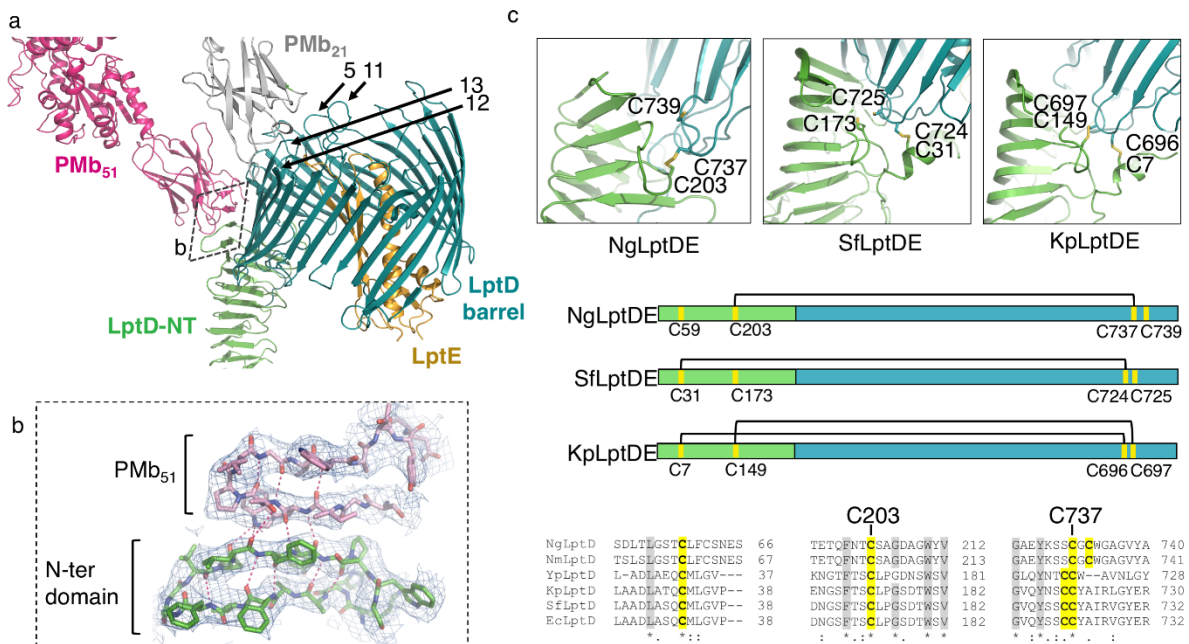 a
PMb21
5 11
13
12
PMb51
b
LptD-NT
LptD
barrel
LptE
b
PMb51
N-ter
domain
c
C739
C737
C203
C725
C173
C724
C31
C697
C149
C696
C7
NgLptDE
SfLptDE
KpLptDE
NgLptDE
C59 C203 C737 C739
SfLptDE
C31 C173 C724 C725
KpLptDE
C7 C149 C696 C697
C203 C737
NgLptD SDLTLGSTCLFCSNES 66 TETQFNTCSAGDAGWYV 212 GAEYKSSCGCWGAGVYA 740
NmLptD TSLSLGSTCLFCSNES 67 TETQFNTCSAGDAGWYV 213 GAEYKSSCGCWGAGVYA 741
YpLptD L-ADLAEQCMLGV--- 37 KNGTFTSCLPGDNSWSV 181 GLQYNTCCW--AVNLGY 728
KpLptD LAADLATQCMLGVP-- 38 DNGSFTSCLPGDNSWSV 182 GVQYNTCCYAIRVGYER 730
SfLptD LAADLASQCMLGVP-- 38 DNGSFTSCLPGSDNSWSV 182 GVQYSSCCYAIRVGYER 732
EcLptD LAADLASQCMLGVP-- 38 DNGSFTSCLPGSDNSWSV 182 GVQYSSCCYAIRVGYER 732